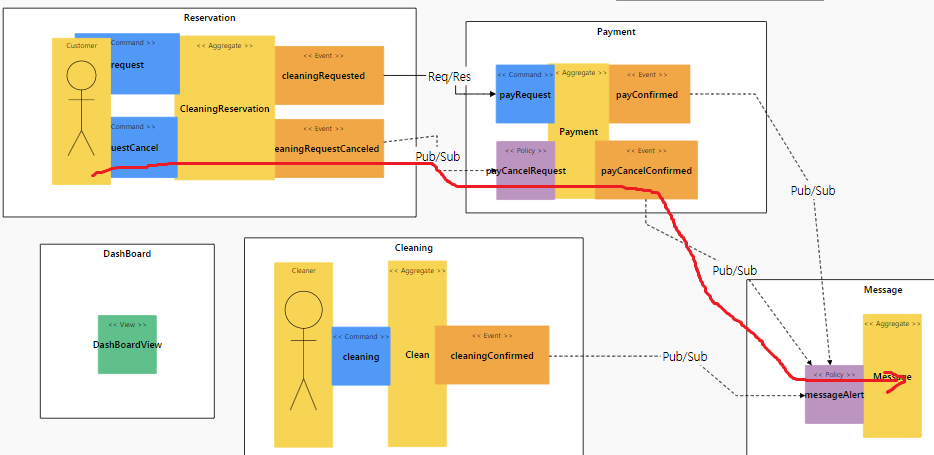 Reservation
Customer
Command >>
request
<< Aggregate >>
CleaningReservation
<< Event >>
cleaningRequested
Command >>
uestCancel
<< Event >>
eaningRequestCanceled
Req/Res
Pub/Sub
Payment
<< Command >>
payRequest
< Aggregate >>
Payment
<< Event >>
payConfirmed
<< Policy >>
payCancelRequest
<< Event >>
payCancelConfirmed
Pub/Sub
Pub/Sub
DashBoard
<< View >>
DashBoardView
Cleaning
Cleaner
<< Command >>
cleaning
<< Aggregate >>
Clean
<< Event >>
cleaningConfirmed
Pub/Sub
Message
<< Policy >>
messageAlert
<< Aggregate >>
Message